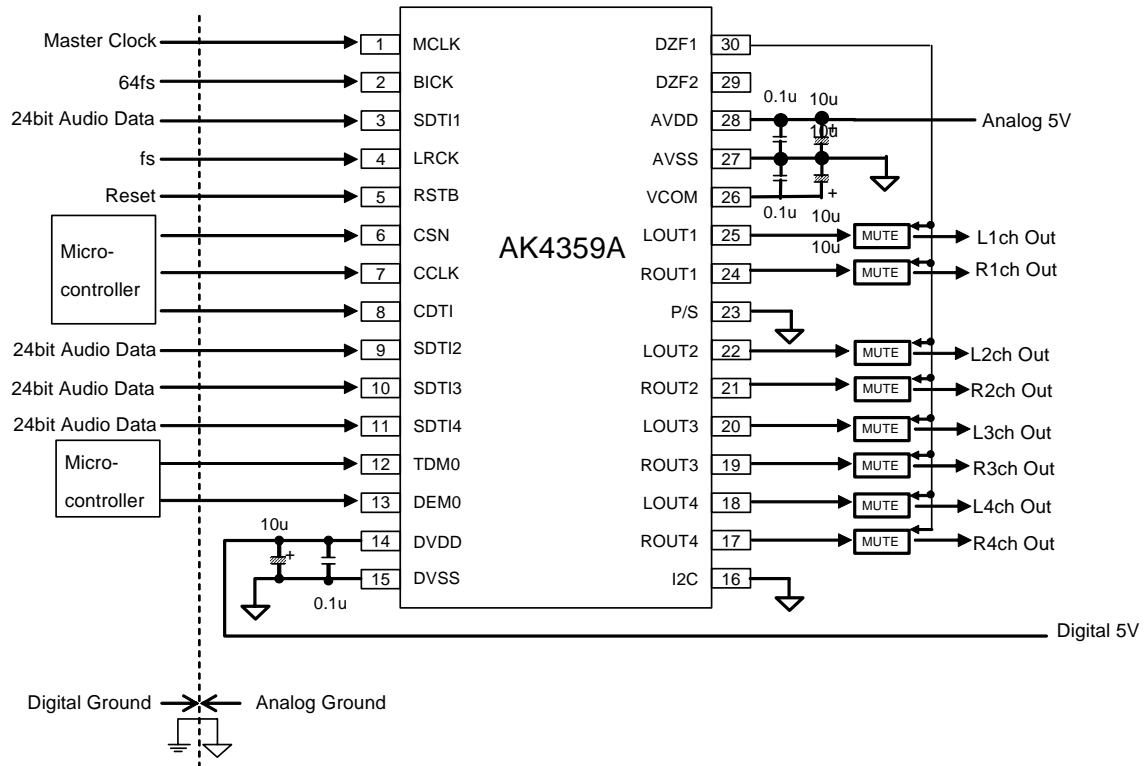 Master Clock 1 MCLK DZF1 30
64fs 2 BICK DZF2 29
0.1u 10u
24bit Audio Data 3 SDTI1 AVDD 28 Analog 5V
10u
fs 4 LRCK AVSS 27
+
Reset 5 RSTB VCOM 26
+
0.1u 10u
CSN 6 LOUT1 25 MUTE L1ch Out
10u
Micro-
controller
AK4359A
7 CCLK ROUT1 24 MUTE R1ch Out
8 CDTI P/S 23
24bit Audio Data 9 SDTI2 LOUT2 22 MUTE L2ch Out
24bit Audio Data 10 SDTI3 ROUT2 21 MUTE R2ch Out
24bit Audio Data 11 SDTI4 LOUT3 20 MUTE L3ch Out
Micro-
controller
12 TDM0 ROUT3 19 MUTE R3ch Out
13 DEM0 LOUT4 18 MUTE L4ch Out
10u
14 DVDD ROUT4 17 MUTE R4ch Out
+
15 DVSS I2C 16
0.1u
Digital 5V
Digital Ground Analog Ground